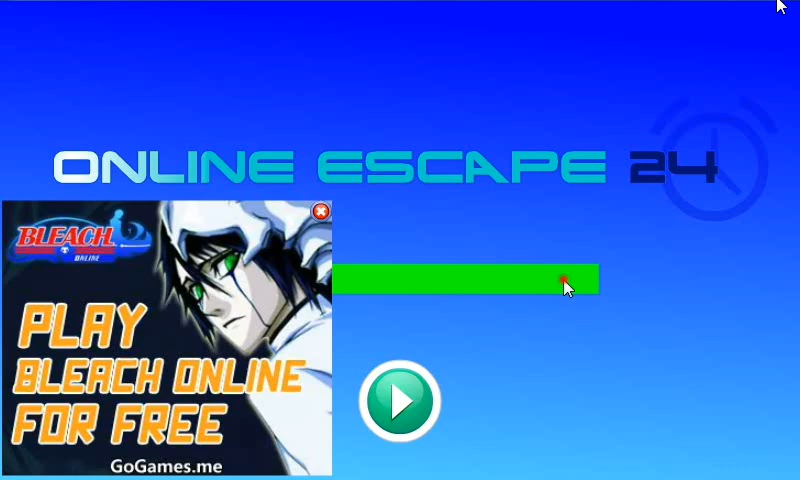 ONLINE ESCAPE 24
BLEACH
ONLINE
PLAY
BLEACH ONLINE
FOR FREE
GoGames.me